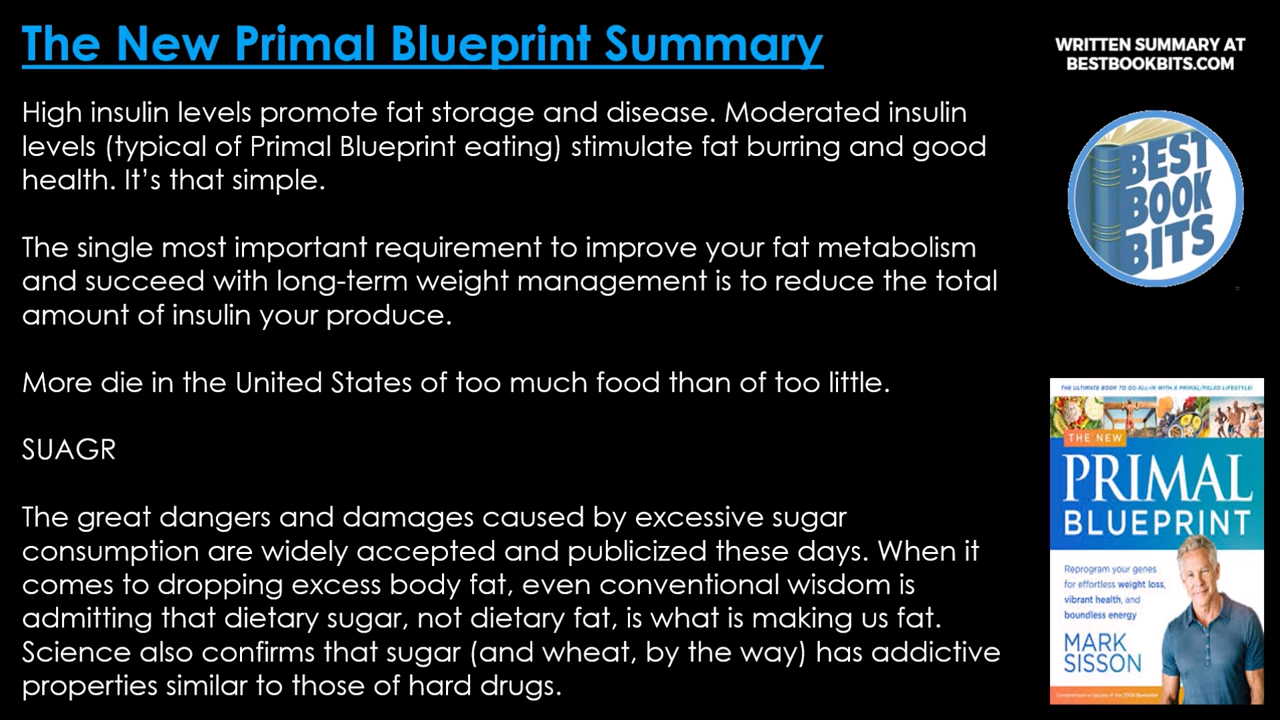 The New Primal Blueprint Summary
WRITTEN SUMMARY AT
BESTBOOKBITS.COM
High insulin levels promote fat storage and disease. Moderated insulin
levels (typical of Primal Blueprint eating) stimulate fat burring and good
health. It's that simple.
The single most important requirement to improve your fat metabolism
and succeed with long-term weight management is to reduce the total
amount of insulin your produce.
More die in the United States of too much food than of too little.
SUAGR
The great dangers and damages caused by excessive sugar
consumption are widely accepted and publicized these days. When it
comes to dropping excess body fat, even conventional wisdom is
admitting that dietary sugar, not dietary fat, is what is making us fat.
Science also confirms that sugar (and wheat, by the way) has addictive
properties similar to those of hard drugs.
BEST
BOOK
BITS
THE ULTIMATE BOOK TO GO ALL-IN WITH A PRIMAL/PALEO LIFESTYLE!
THE NEW
PRIMAL
BLUEPRINT
Reprogram your genes
for effortless weight loss,
vibrant health, and
boundless energy
MARK
SISSON